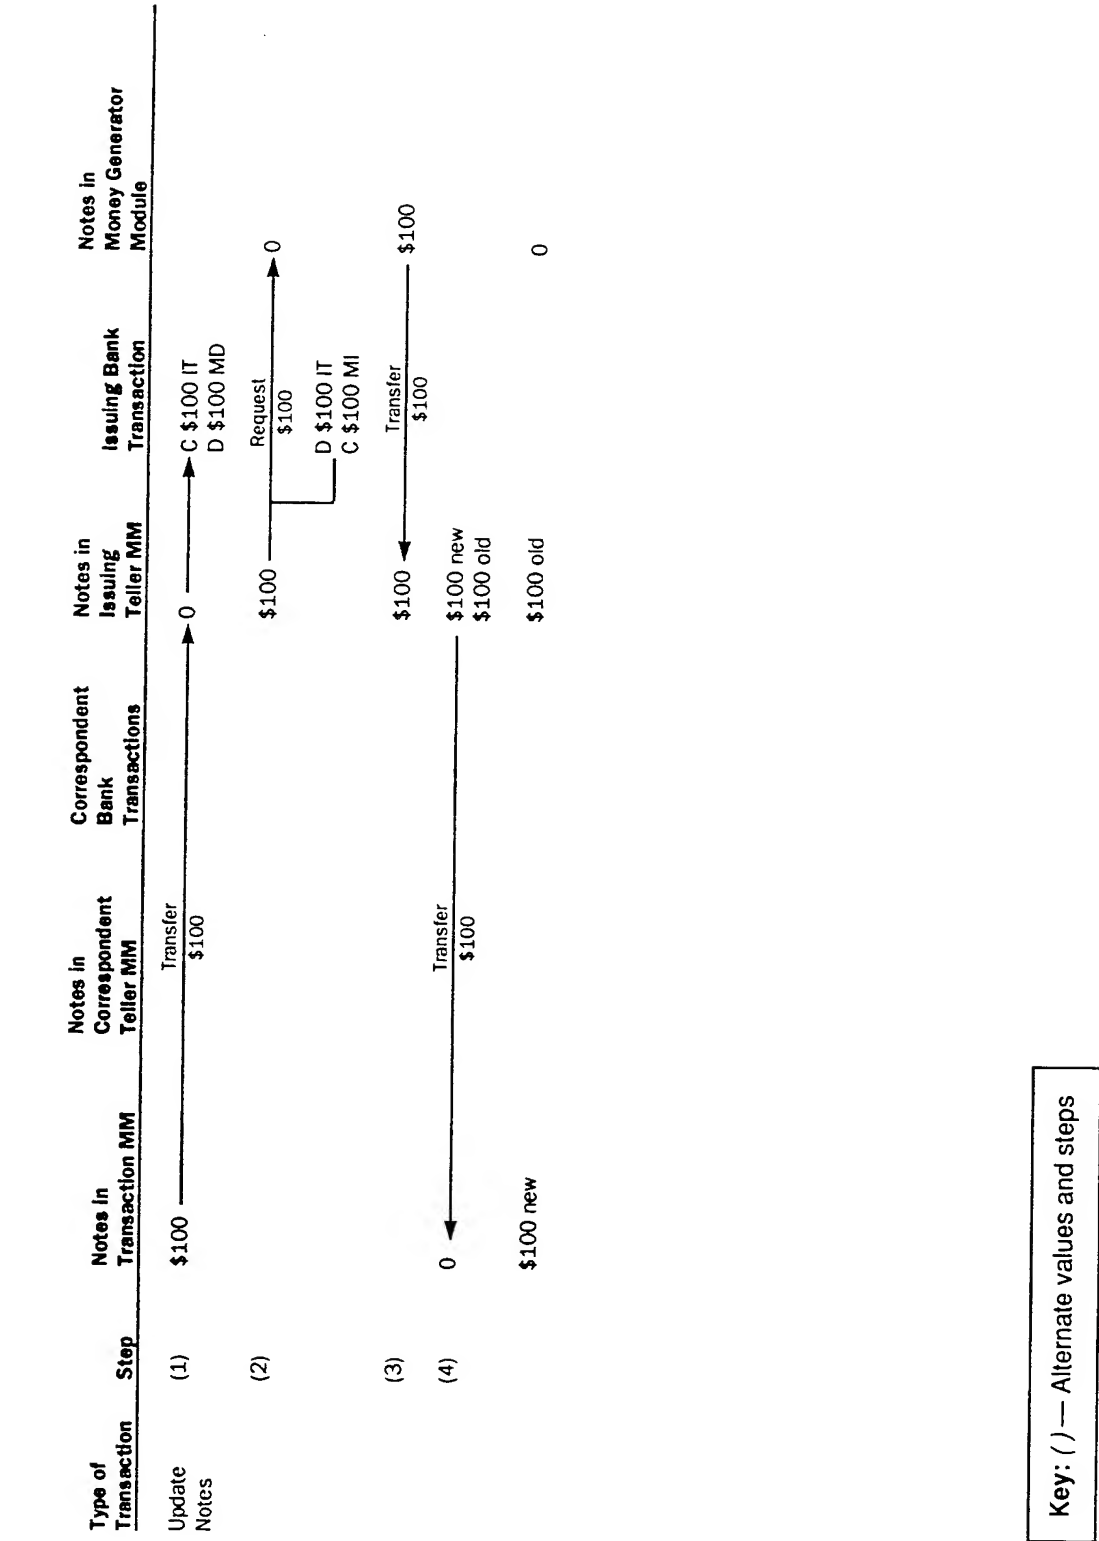 Type of
Transaction
Step
Notes in
Transaction MM
Notes in
Correspondent
Teller MM
Correspondent
Bank
Transactions
Notes in
Issuing
Teller MM
Issuing Bank
Transaction
Notes in
Money Generator
Module
Update
Notes
(1)
$100
Transfer
$100
0
C $100 IT
D $100 MD
(2)
$100
Request
$100
0
D $100 IT
C $100 MI
(3)
$100
Transfer
$100
$100
(4)
0
Transfer
$100
$100 new
$100 old
$100 new
$100 old
0
Key: ( ) — Alternate values and steps